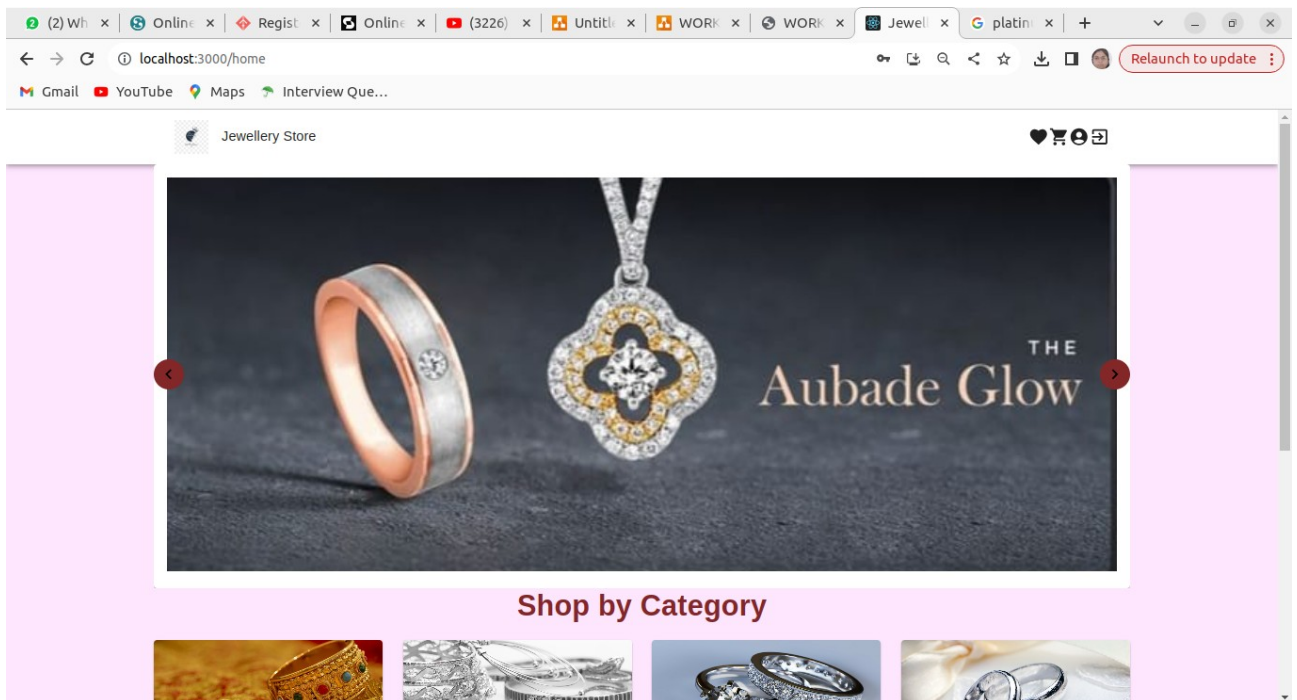 (2) Wh Online Regist Online (3226) Untitle WORK WORK Jewell platin
localhost:3000/home Relaunch to update
Gmail YouTube Maps Interview Que...
Jewellery Store
THE
Aubade Glow
Shop by Category